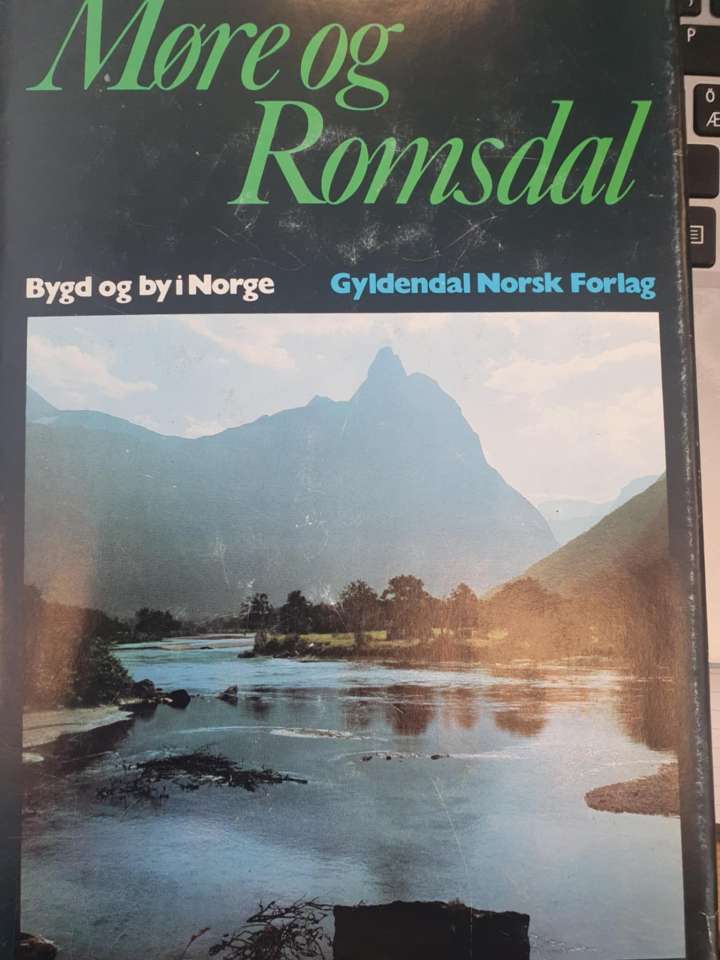 Møre og
Romsdal
Bygd og by i Norge
Gyldendal Norsk Forlag
P
Ö
Æ